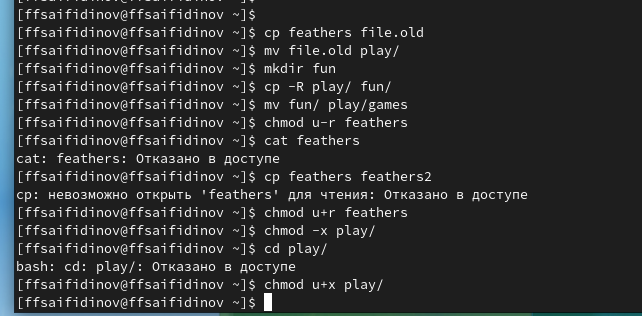 [ffsaifidinov@ffsaifidinov ~]$
[ffsaifidinov@ffsaifidinov ~]$ cp feathers file.old
[ffsaifidinov@ffsaifidinov ~]$ mv file.old play/
[ffsaifidinov@ffsaifidinov ~]$ mkdir fun
[ffsaifidinov@ffsaifidinov ~]$ cp -R play/ fun/
[ffsaifidinov@ffsaifidinov ~]$ mv fun/ play/games
[ffsaifidinov@ffsaifidinov ~]$ chmod u-r feathers
[ffsaifidinov@ffsaifidinov ~]$ cat feathers
cat: feathers: Отказано в доступе
[ffsaifidinov@ffsaifidinov ~]$ cp feathers feathers2
cp: невозможно открыть 'feathers' для чтения: Отказано в доступе
[ffsaifidinov@ffsaifidinov ~]$ chmod u+r feathers
[ffsaifidinov@ffsaifidinov ~]$ chmod -x play/
[ffsaifidinov@ffsaifidinov ~]$ cd play/
bash: cd: play/: Отказано в доступе
[ffsaifidinov@ffsaifidinov ~]$ chmod u+x play/
[ffsaifidinov@ffsaifidinov ~]$